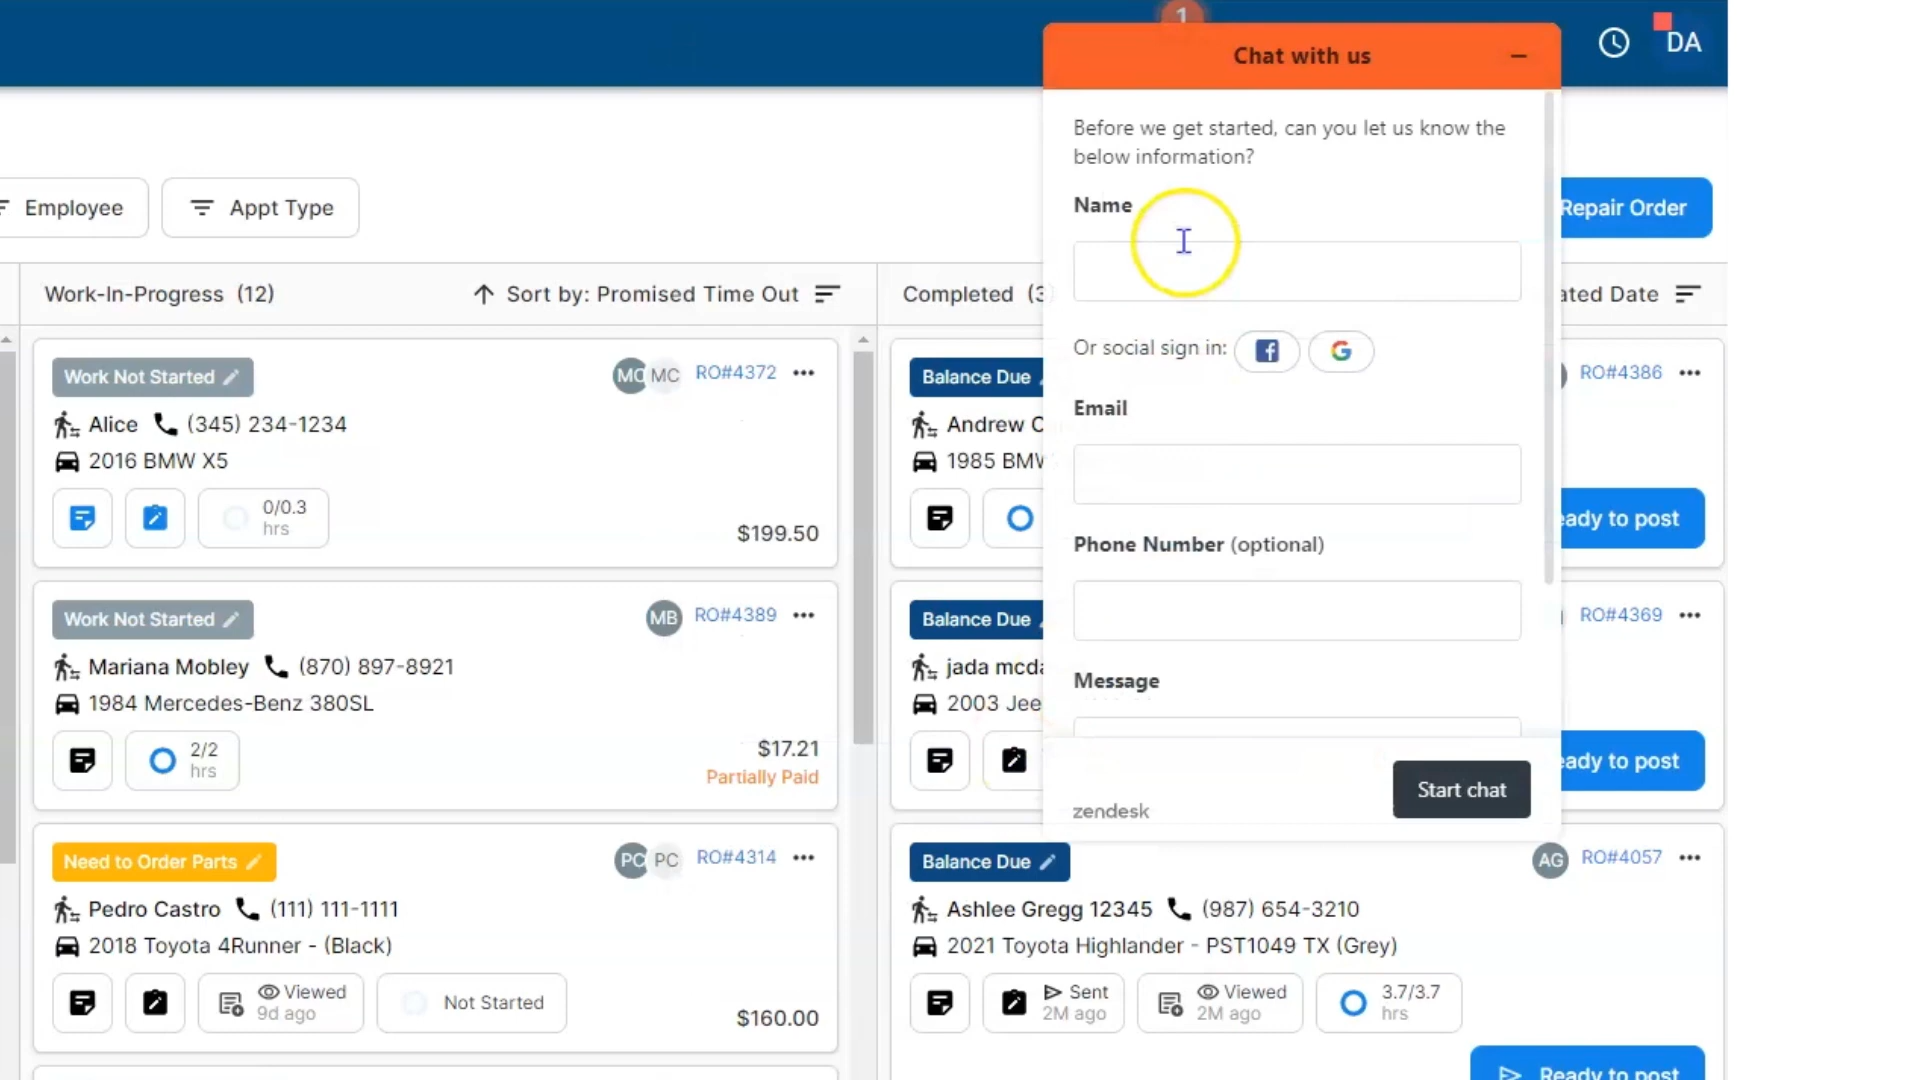 1
Chat with us
DA
Before we get started, can you let us know the
below information?
Name
Employee
Appt Type
Repair Order
Work-In-Progress (12)
Sort by: Promised Time Out
Completed (3
ated Date
Or social sign in:
Work Not Started
MC MC RO#4372
Balance Due
RO#4386
Alice (345) 234-1234
Andrew C
Email
2016 BMW X5
1985 BMW
0/0.3
hrs
$199.50
eady to post
Phone Number (optional)
Work Not Started
MB RO#4389
Balance Due
RO#4369
Mariana Mobley (870) 897-8921
jada mcda
Message
1984 Mercedes-Benz 380SL
2003 Jee
2/2
hrs
$17.21
Partially Paid
eady to post
Start chat
zendesk
Need to Order Parts
PC PC RO#4314
Balance Due
AG RO#4057
Pedro Castro (111) 111-1111
Ashlee Gregg 12345 (987) 654-3210
2018 Toyota 4Runner - (Black)
2021 Toyota Highlander - PST1049 TX (Grey)
Viewed
9d ago
Not Started
$160.00
Sent
2M ago
Viewed
2M ago
3.7/3.7
hrs
Ready to post